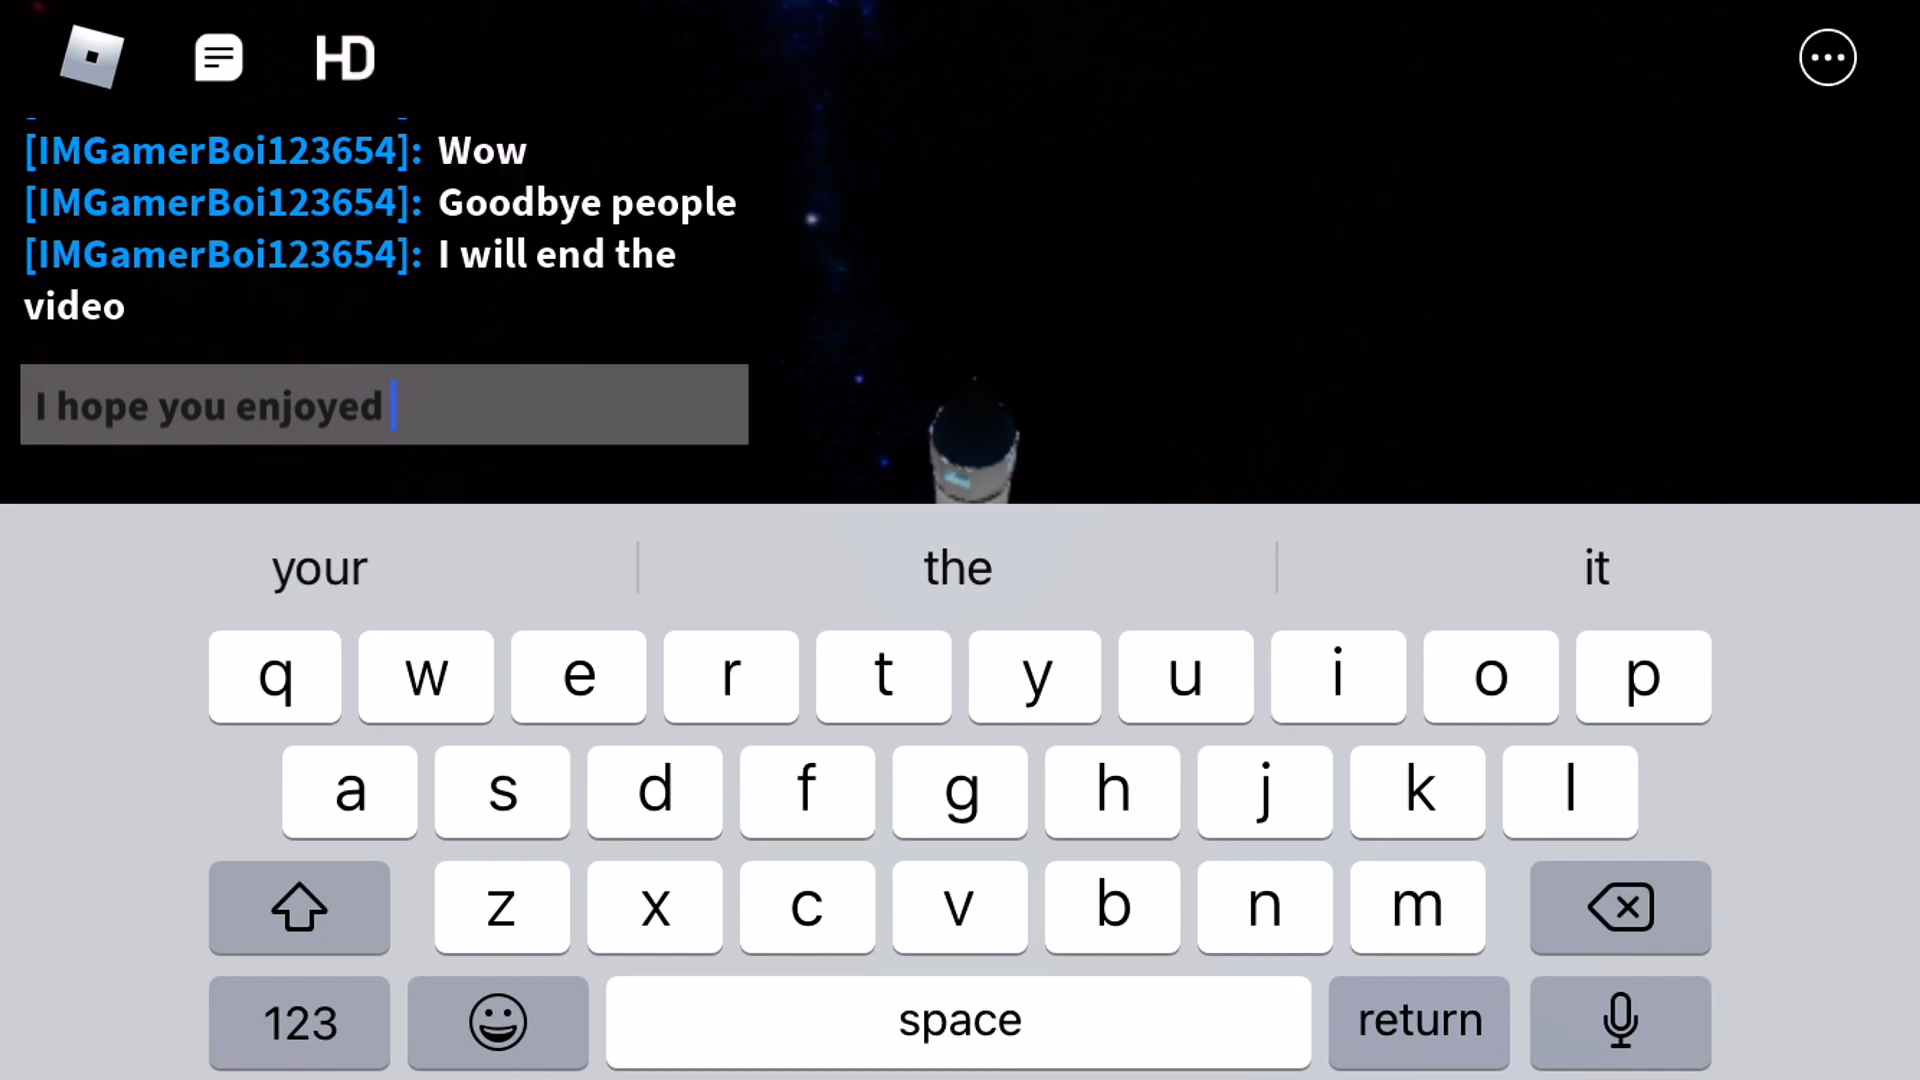 HD
[IMGamerBoi123654]: Wow
[IMGamerBoi123654]: Goodbye people
[IMGamerBoi123654]: I will end the
video
I hope you enjoyed
your the it
q w e r t y u i o p
a s d f g h j k l
z x c v b n m
123 space return